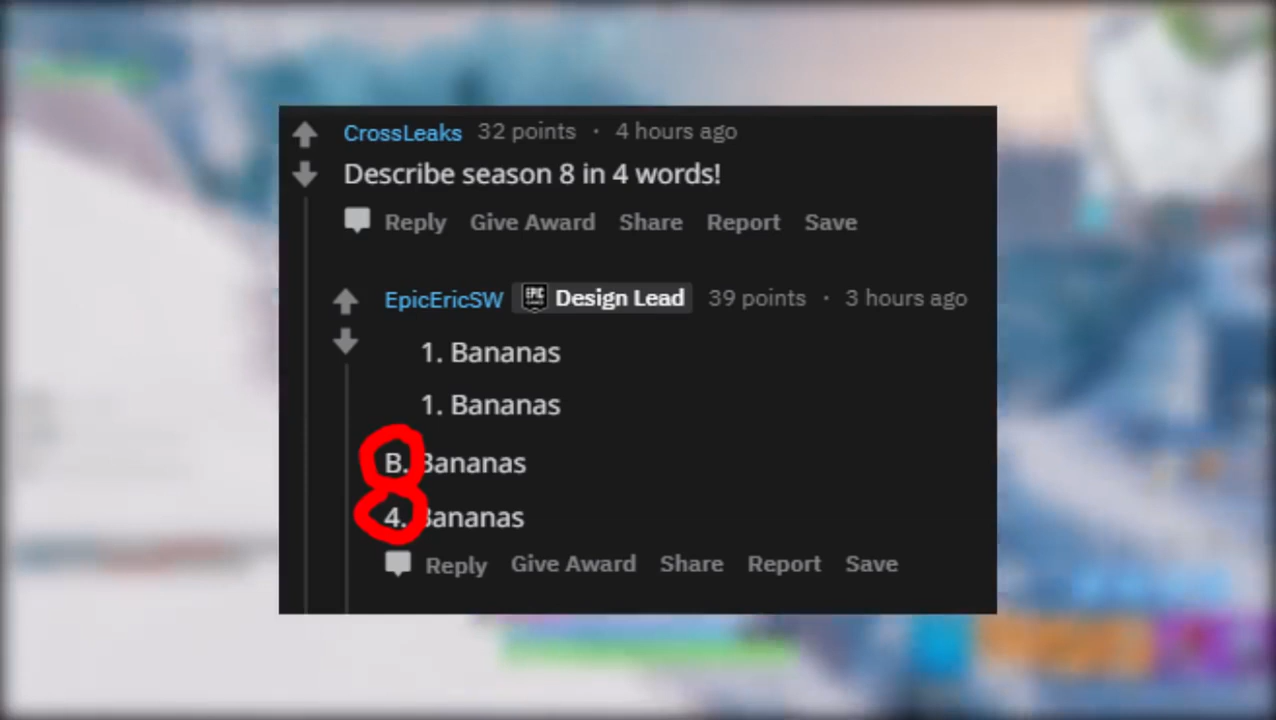 CrossLeaks 32 points · 4 hours ago
Describe season 8 in 4 words!
Reply Give Award Share Report Save
EpicEricSW EPIC Design Lead 39 points · 3 hours ago
1. Bananas
1. Bananas
B. Bananas
4. Bananas
Reply Give Award Share Report Save